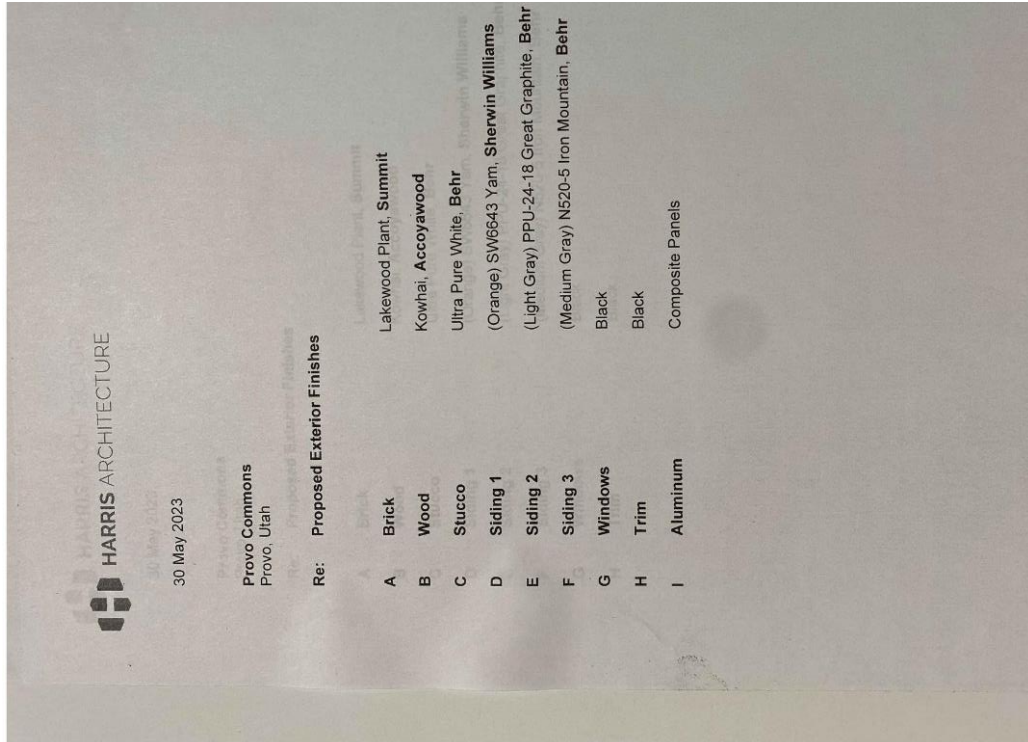 HARRIS ARCHITECTURE
30 May 2023
Provo Commons
Provo, Utah
Re: Proposed Exterior Finishes
A Brick Lakewood Plant, Summit
B Wood Kowhai, Accoyawood
C Stucco Ultra Pure White, Behr
D Siding 1 (Orange) SW6643 Yam, Sherwin Williams
E Siding 2 (Light Gray) PPU-24-18 Great Graphite, Behr
F Siding 3 (Medium Gray) N520-5 Iron Mountain, Behr
G Windows Black
H Trim Black
I Aluminum Composite Panels